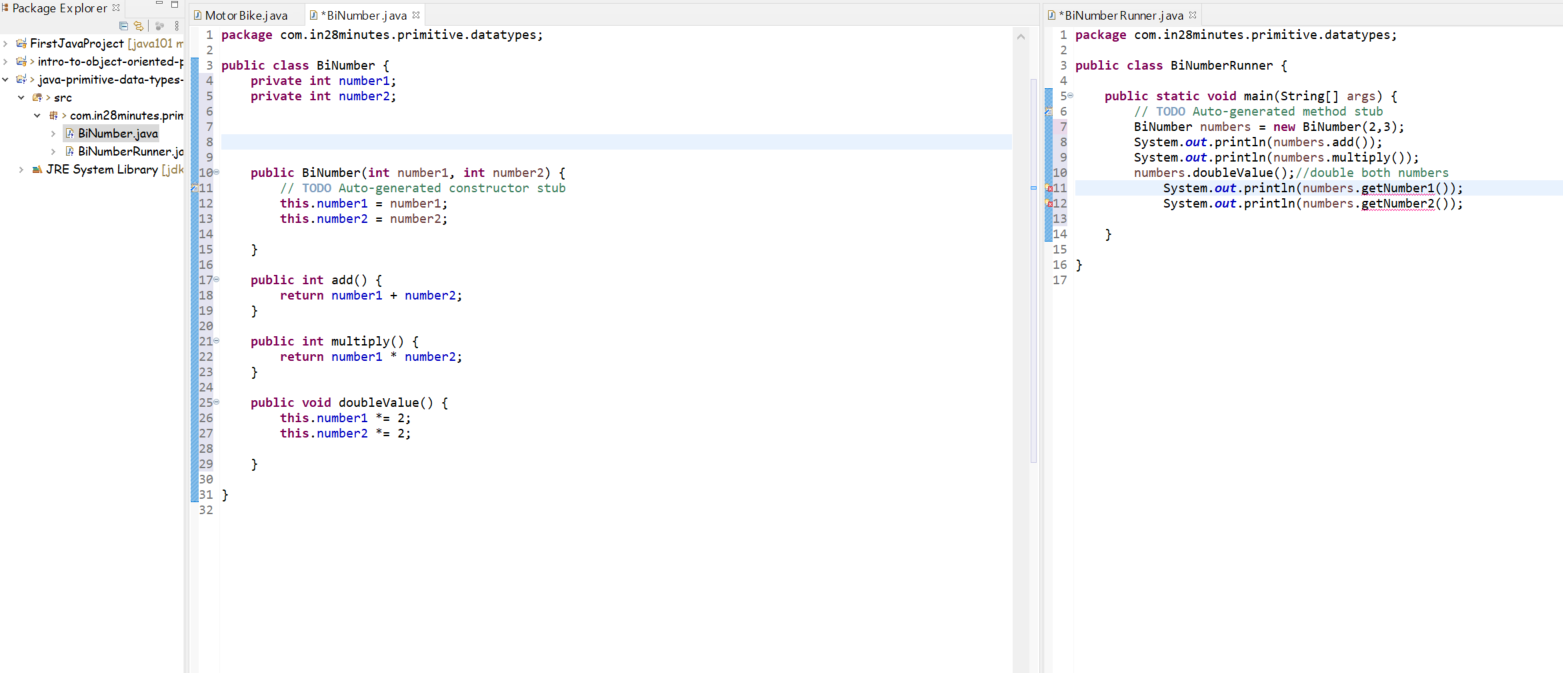 Package Explorer
FirstJavaProject [java101 m
intro-to-object-oriented-p
java-primitive-data-types-
src
com.in28minutes.prim
BiNumber.java
BiNumberRunner.ja
JRE System Library [jdk
MotorBike.java *BiNumber.java
1 package com.in28minutes.primitive.datatypes;
2
3 public class BiNumber {
4 private int number1;
5 private int number2;
6
7
8
9
10 public BiNumber(int number1, int number2) {
11 // TODO Auto-generated constructor stub
12 this.number1 = number1;
13 this.number2 = number2;
14
15 }
16
17 public int add() {
18 return number1 + number2;
19 }
20
21 public int multiply() {
22 return number1 * number2;
23 }
24
25 public void doubleValue() {
26 this.number1 *= 2;
27 this.number2 *= 2;
28
29 }
30
31 }
32
*BiNumberRunner.java
1 package com.in28minutes.primitive.datatypes;
2
3 public class BiNumberRunner {
4
5 public static void main(String[] args) {
6 // TODO Auto-generated method stub
7 BiNumber numbers = new BiNumber(2,3);
8 System.out.println(numbers.add());
9 System.out.println(numbers.multiply());
10 numbers.doubleValue();//double both numbers
11 System.out.println(numbers.getNumber1());
12 System.out.println(numbers.getNumber2());
13
14 }
15
16 }
17